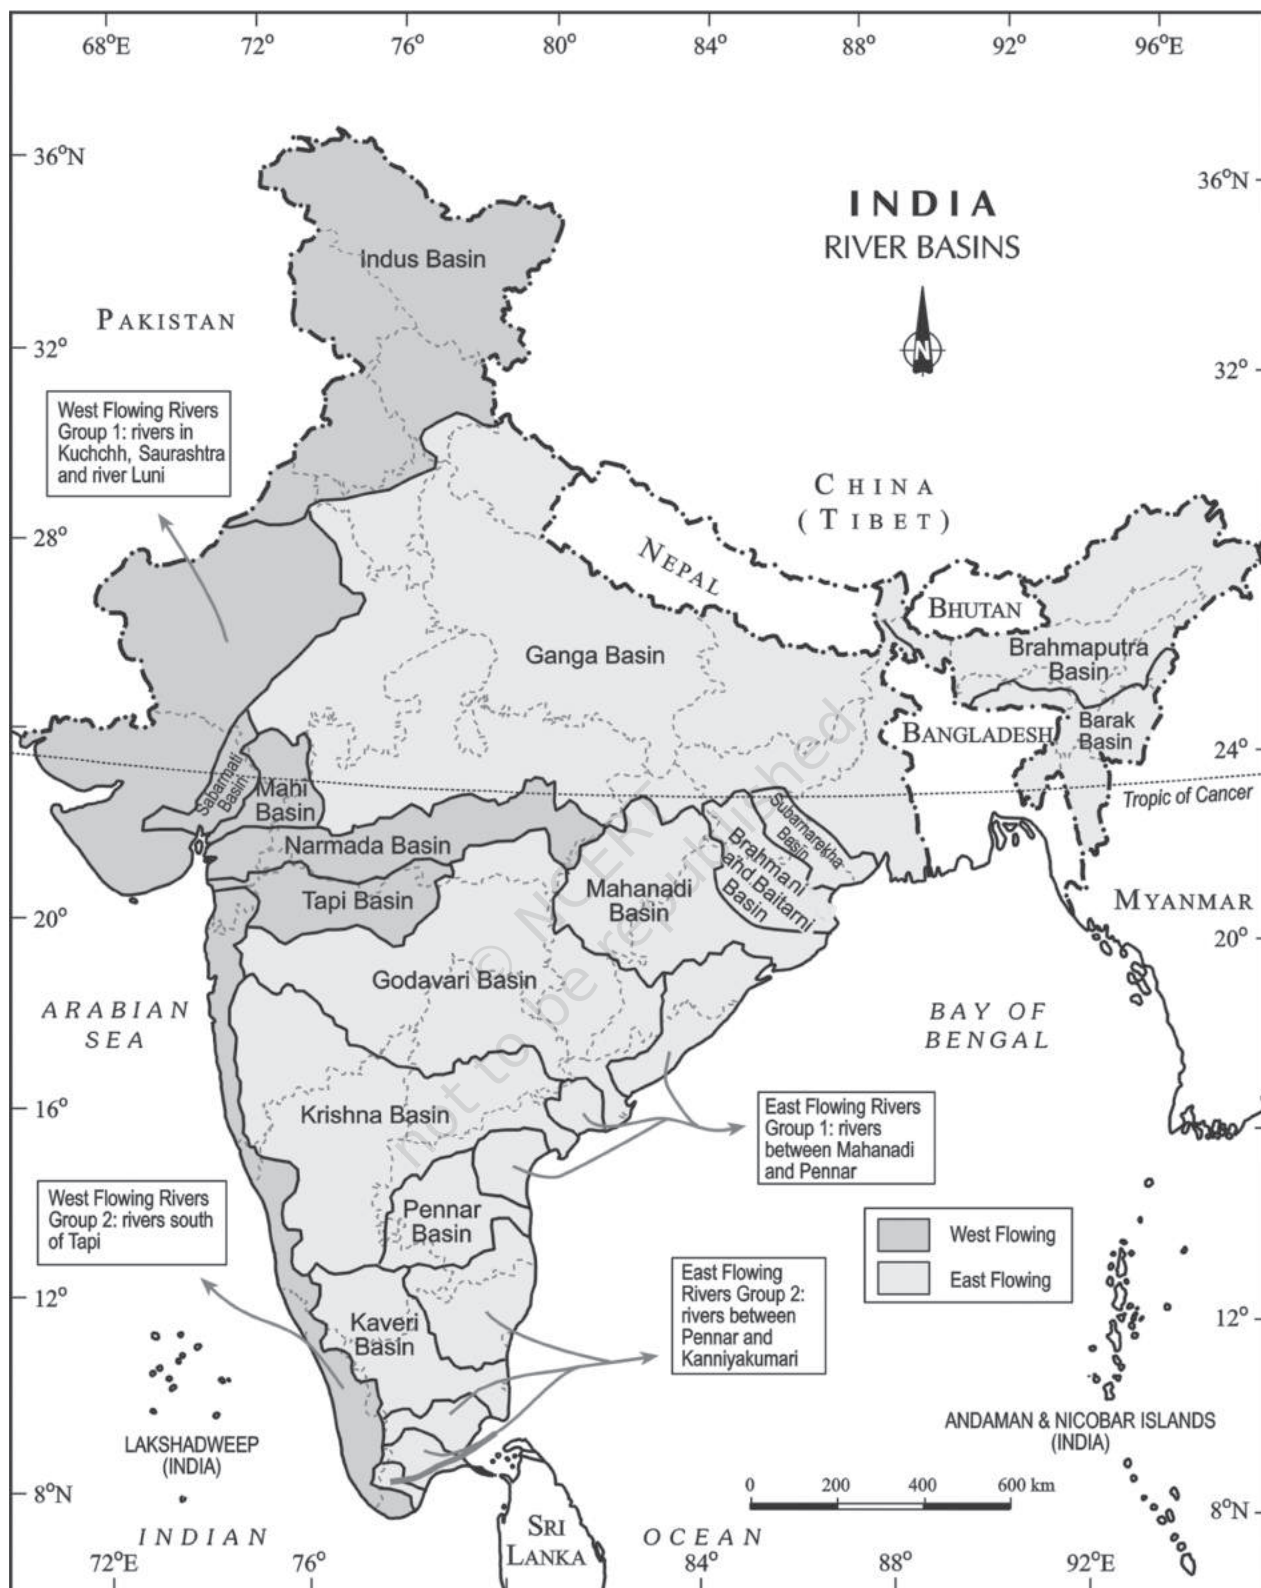 68°E 72° 76° 80° 84° 88° 92° 96°E
36°N
36°N
INDIA
RIVER BASINS
N
Indus Basin
PAKISTAN
32°
32°
West Flowing Rivers
Group 1: rivers in
Kuchchh, Saurashtra
and river Luni
CHINA
(TIBET)
28°
NEPAL
BHUTAN
Ganga Basin
Brahmaputra
Basin
BANGLADESH
Barak
Basin
24°
Tropic of Cancer
Sabarmati
Basin
Mahi
Basin
Subarnarekha
Basin
Narmada Basin
Brahmani
and Baitarni
Basin
Tapi Basin
Mahanadi
Basin
MYANMAR
20°
20°
© NCERT
not to be republished
Godavari Basin
ARABIAN
SEA
BAY OF
BENGAL
16°
Krishna Basin
East Flowing Rivers
Group 1: rivers
between Mahanadi
and Pennar
West Flowing Rivers
Group 2: rivers south
of Tapi
Pennar
Basin
West Flowing
East Flowing
12°
12°
East Flowing
Rivers Group 2:
rivers between
Pennar and
Kanniyakumari
Kaveri
Basin
LAKSHADWEEP
(INDIA)
ANDAMAN & NICOBAR ISLANDS
(INDIA)
8°N
8°N
0 200 400 600 km
INDIAN
OCEAN
SRI
LANKA
72°E 76° 84° 88° 92°E